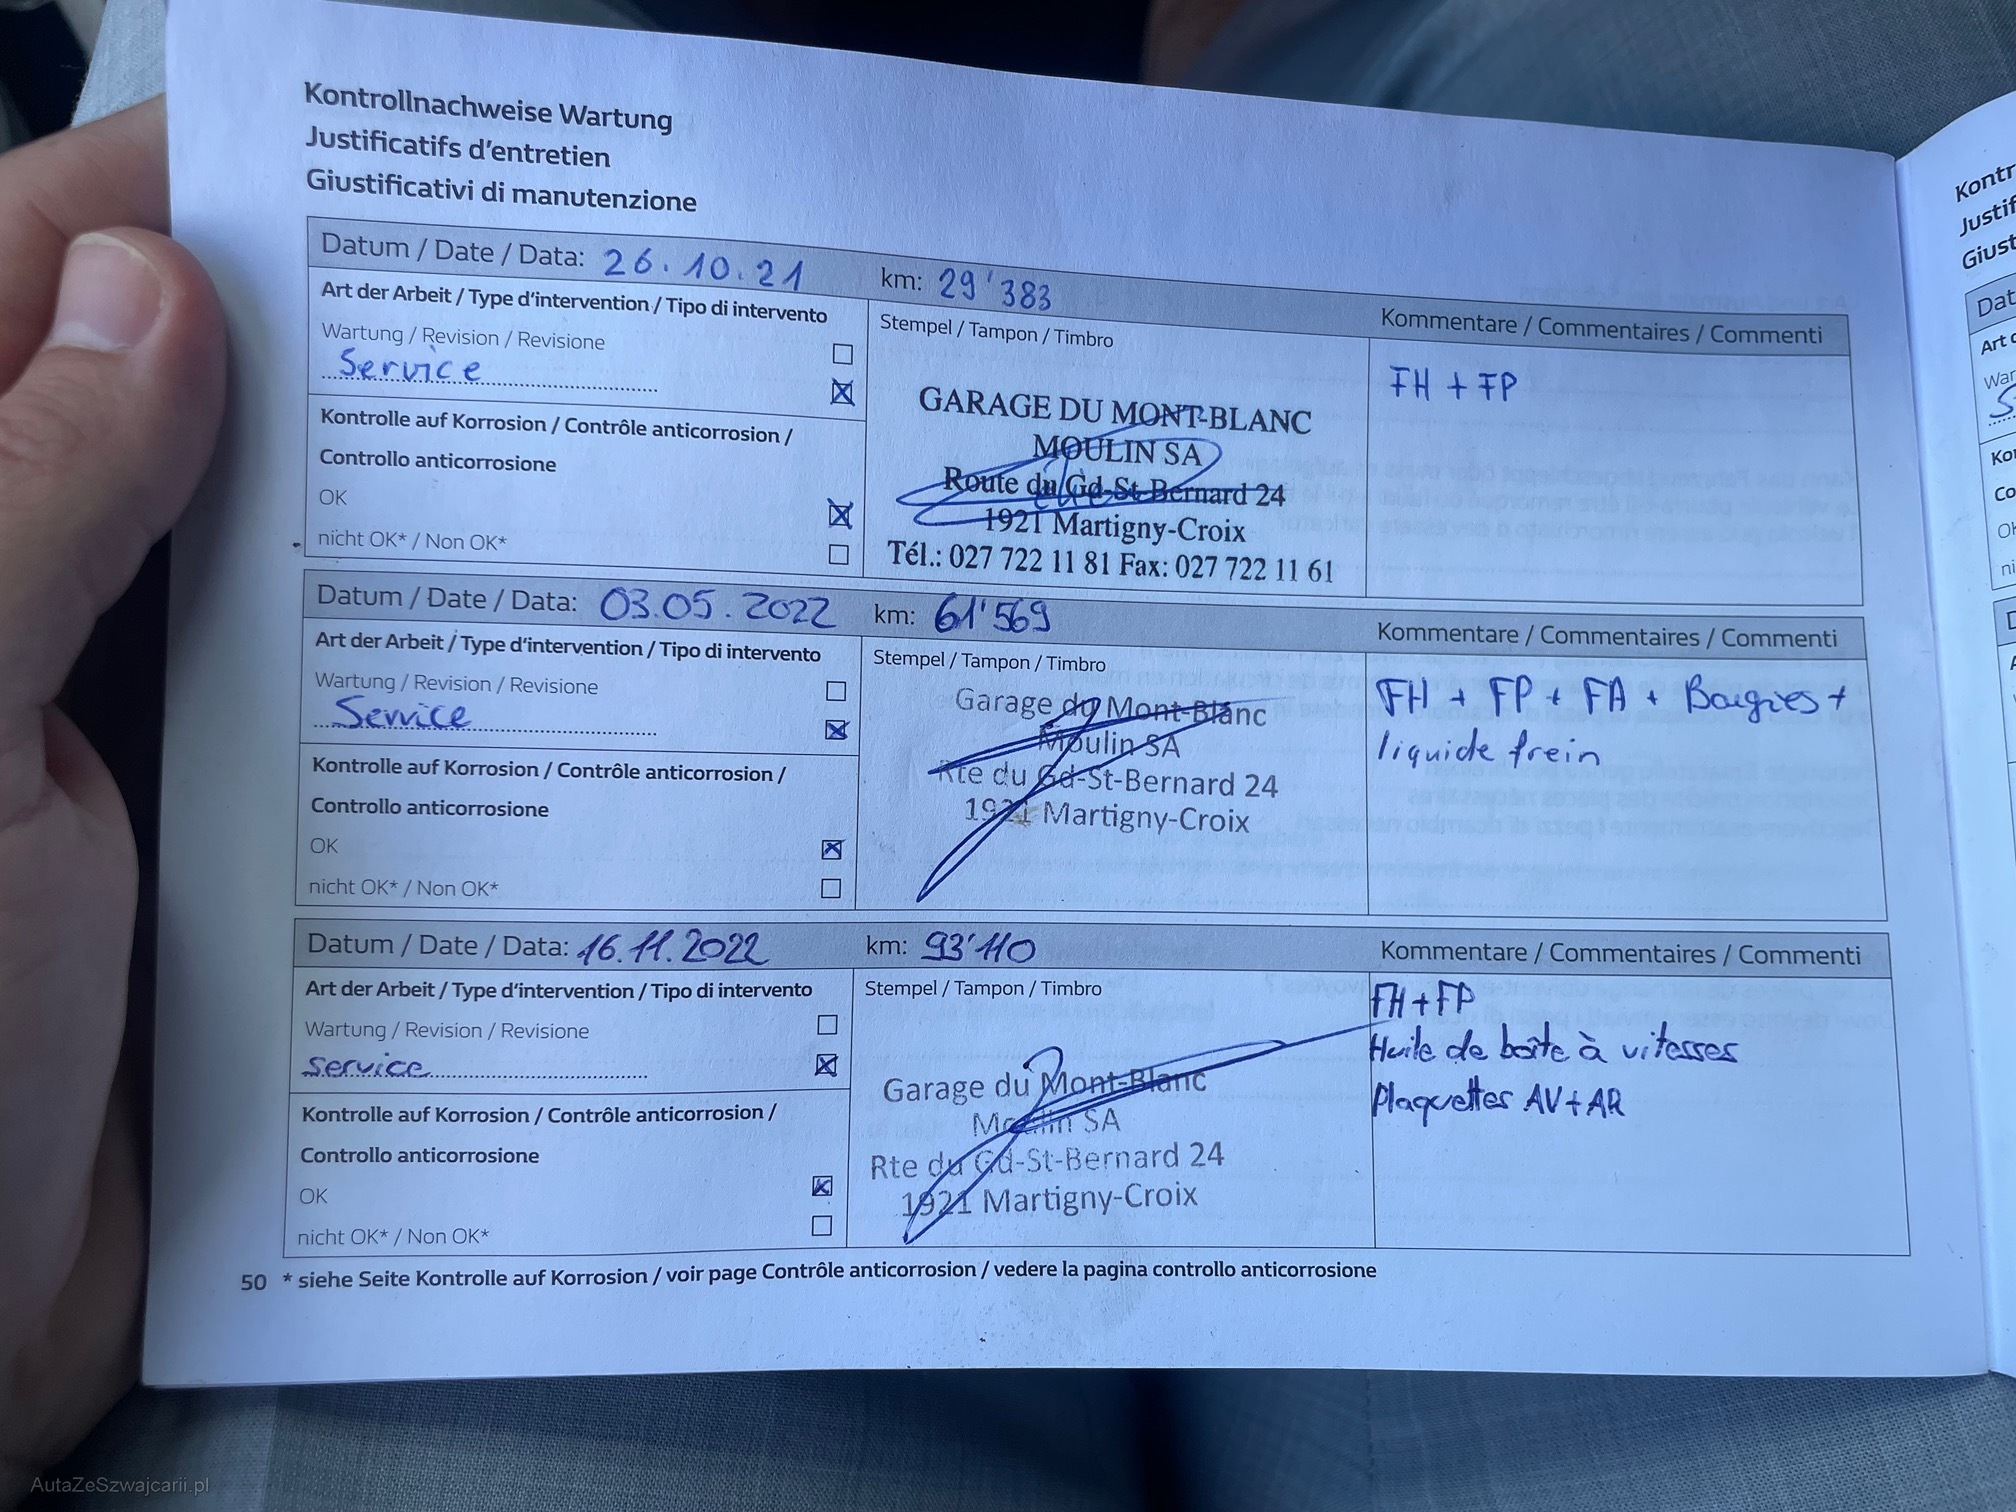 Kontrollnachweise Wartung
Justificatifs d'entretien
Giustificativi di manutenzione
Datum / Date / Data: 26.10.21 km: 29'383
Kommentare / Commentaires / Commenti
Art der Arbeit / Type d'intervention / Tipo di intervento
Wartung / Revision / Revisione
Service
Kontrolle auf Korrosion / Contrôle anticorrosion /
Controllo anticorrosione
OK
nicht OK* / Non OK*
Stempel / Tampon / Timbro
GARAGE DU MONT-BLANC
MOULIN SA
Route du Gd-St-Bernard 24
1921 Martigny-Croix
Tél.: 027 722 11 81 Fax: 027 722 11 61
FH + FP
Datum / Date / Data: 03.05.2022 km: 61'569
Kommentare / Commentaires / Commenti
Art der Arbeit / Type d'intervention / Tipo di intervento
Wartung / Revision / Revisione
Service
Kontrolle auf Korrosion / Contrôle anticorrosion /
Controllo anticorrosione
OK
nicht OK* / Non OK*
Stempel / Tampon / Timbro
Garage du Mont-Blanc
Moulin SA
Rte du Gd-St-Bernard 24
1921 Martigny-Croix
FH + FP + FA + Bougies +
liquide frein
Datum / Date / Data: 16.11.2022 km: 93'110
Kommentare / Commentaires / Commenti
Art der Arbeit / Type d'intervention / Tipo di intervento
Wartung / Revision / Revisione
service
Kontrolle auf Korrosion / Contrôle anticorrosion /
Controllo anticorrosione
OK
nicht OK* / Non OK*
Stempel / Tampon / Timbro
Garage du Mont-Blanc
Moulin SA
Rte du Gd-St-Bernard 24
1921 Martigny-Croix
FH+FP
Huile de boîte à vitesses
Plaquettes AV+AR
50 * siehe Seite Kontrolle auf Korrosion / voir page Contrôle anticorrosion / vedere la pagina controllo anticorrosione
AutaZeSzwajcarii.pl